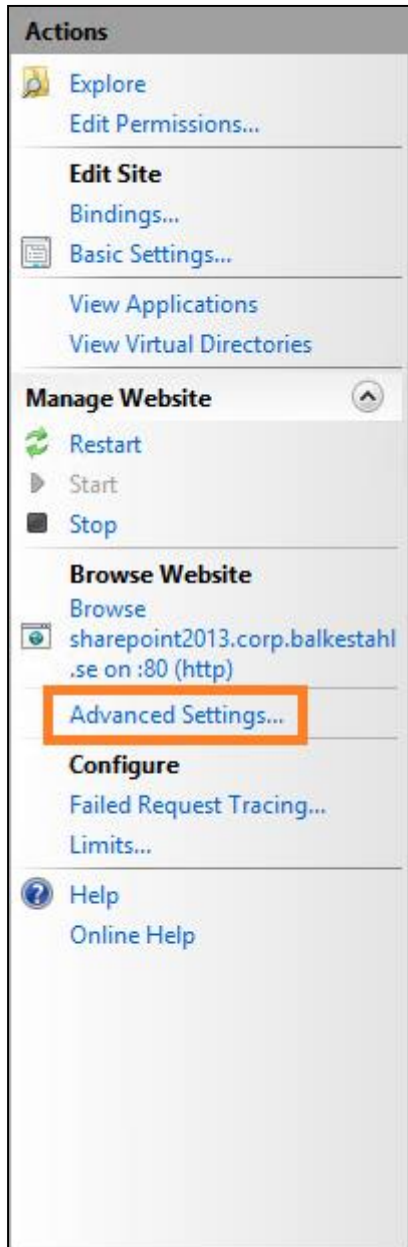 Actions
Explore
Edit Permissions...
Edit Site
Bindings...
Basic Settings...
View Applications
View Virtual Directories
Manage Website
Restart
Start
Stop
Browse Website
Browse
sharepoint2013.corp.balkestahl
.se on :80 (http)
Advanced Settings...
Configure
Failed Request Tracing...
Limits...
Help
Online Help